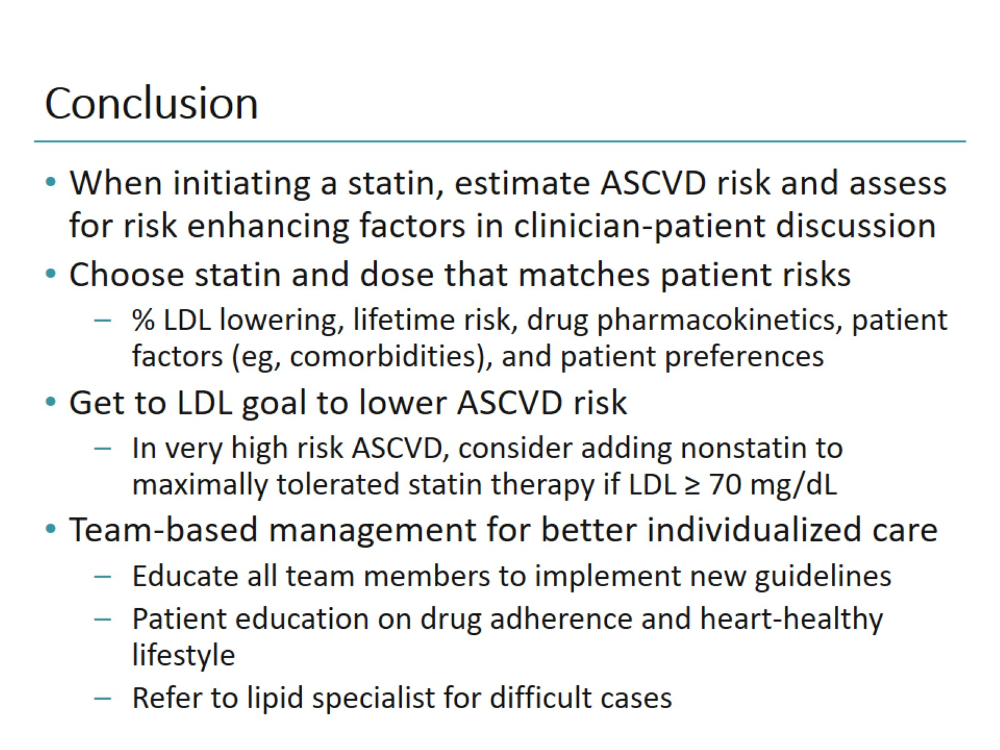 Conclusion
• When initiating a statin, estimate ASCVD risk and assess
for risk enhancing factors in clinician-patient discussion
• Choose statin and dose that matches patient risks
– % LDL lowering, lifetime risk, drug pharmacokinetics, patient
factors (eg, comorbidities), and patient preferences
• Get to LDL goal to lower ASCVD risk
– In very high risk ASCVD, consider adding nonstatin to
maximally tolerated statin therapy if LDL ≥ 70 mg/dL
• Team-based management for better individualized care
– Educate all team members to implement new guidelines
– Patient education on drug adherence and heart-healthy
lifestyle
– Refer to lipid specialist for difficult cases